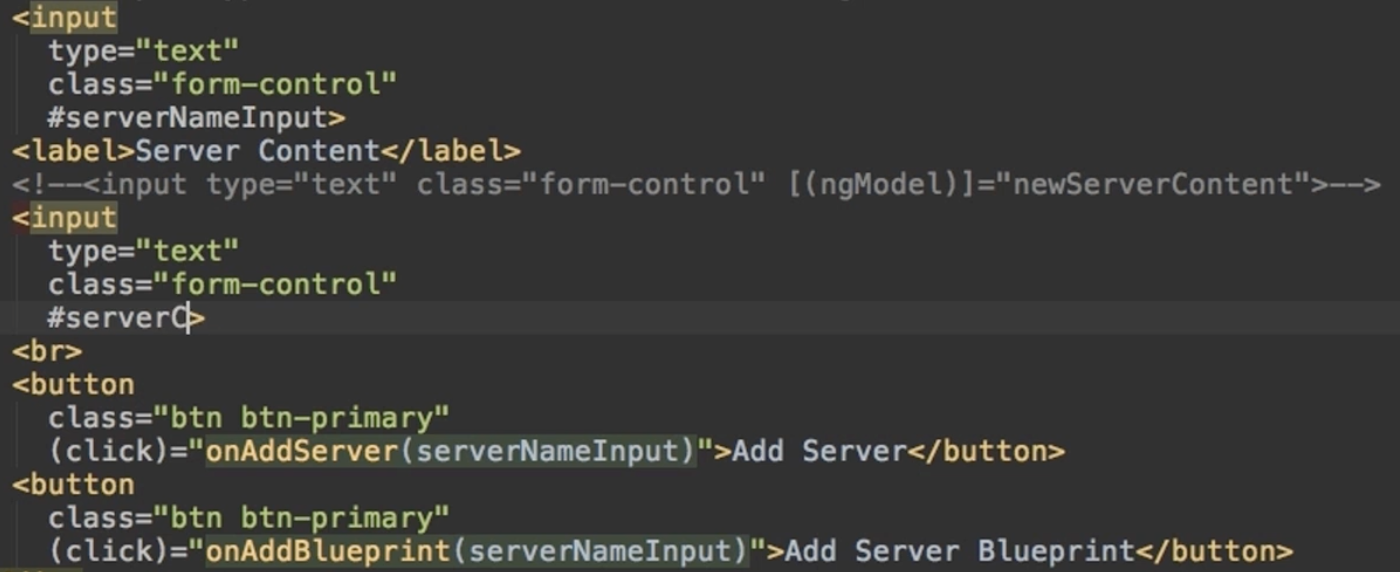 <input
type="text"
class="form-control"
#serverNameInput>
<label>Server Content</label>
<!--<input type="text" class="form-control" [(ngModel)]="newServerContent">-->
<input
type="text"
class="form-control"
#serverC>
<br>
<button
class="btn btn-primary"
(click)="onAddServer(serverNameInput)">Add Server</button>
<button
class="btn btn-primary"
(click)="onAddBlueprint(serverNameInput)">Add Server Blueprint</button>